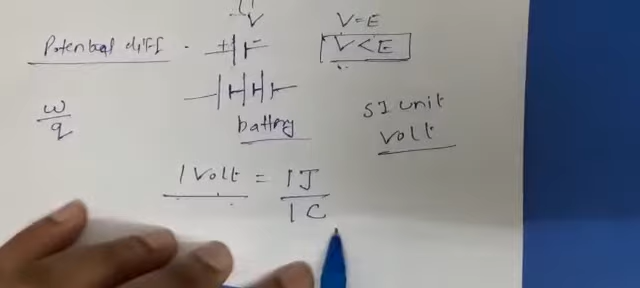 V
V=E
Potential diff.
+ -
V<E
w/q
battery
SI unit
Volt
1 Volt = 1J/1C